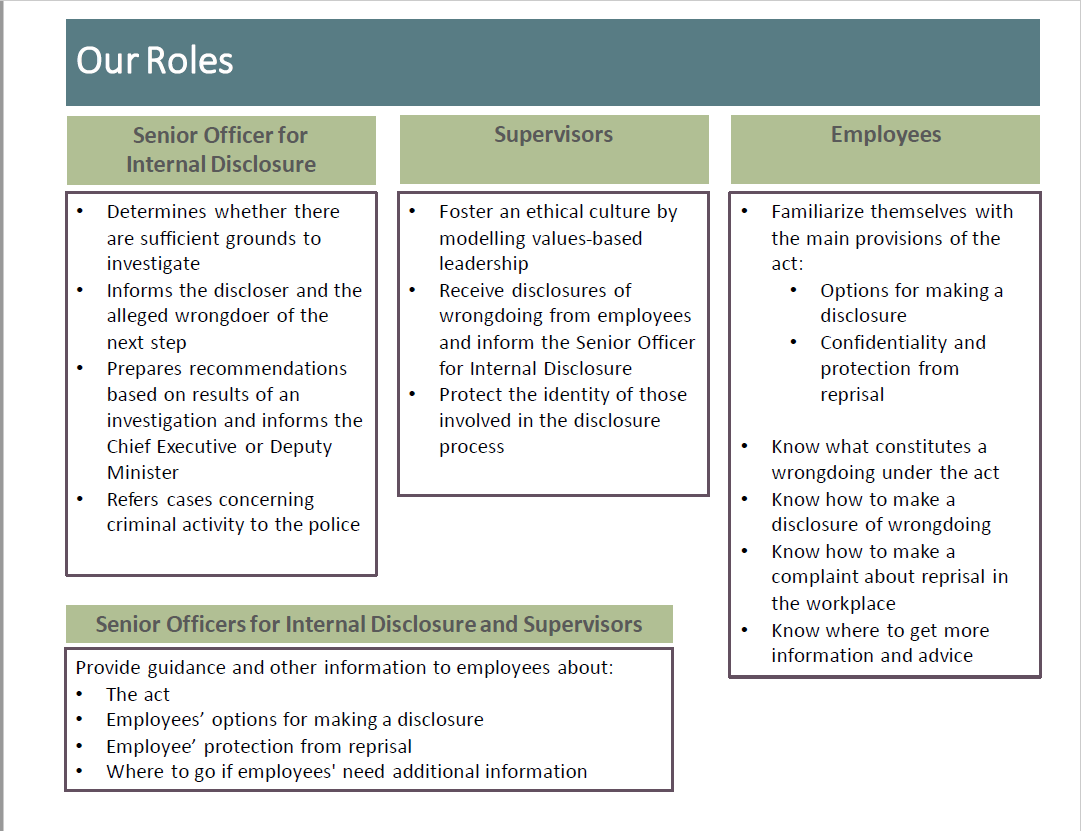 Our Roles
Senior Officer for
Internal Disclosure
• Determines whether there
are sufficient grounds to
investigate
• Informs the discloser and the
alleged wrongdoer of the
next step
• Prepares recommendations
based on results of an
investigation and informs the
Chief Executive or Deputy
Minister
• Refers cases concerning
criminal activity to the police
Supervisors
• Foster an ethical culture by
modelling values-based
leadership
• Receive disclosures of
wrongdoing from employees
and inform the Senior Officer
for Internal Disclosure
• Protect the identity of those
involved in the disclosure
process
Employees
• Familiarize themselves with
the main provisions of the
act:
• Options for making a
disclosure
• Confidentiality and
protection from
reprisal
• Know what constitutes a
wrongdoing under the act
• Know how to make a
disclosure of wrongdoing
• Know how to make a
complaint about reprisal in
the workplace
• Know where to get more
information and advice
Senior Officers for Internal Disclosure and Supervisors
Provide guidance and other information to employees about:
• The act
• Employees’ options for making a disclosure
• Employee’ protection from reprisal
• Where to go if employees' need additional information